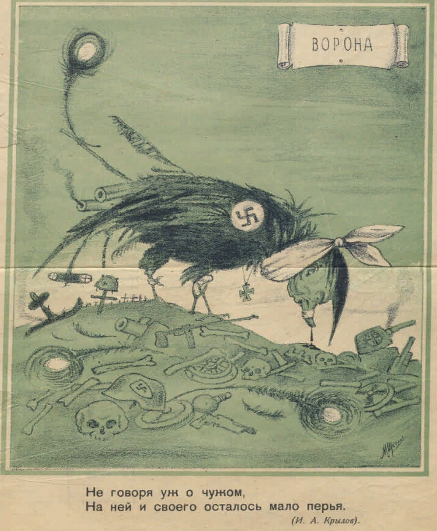 ВОРОНА
Не говоря уж о чужом,
На ней и своего осталось мало перья.
(И. А. Крылов).